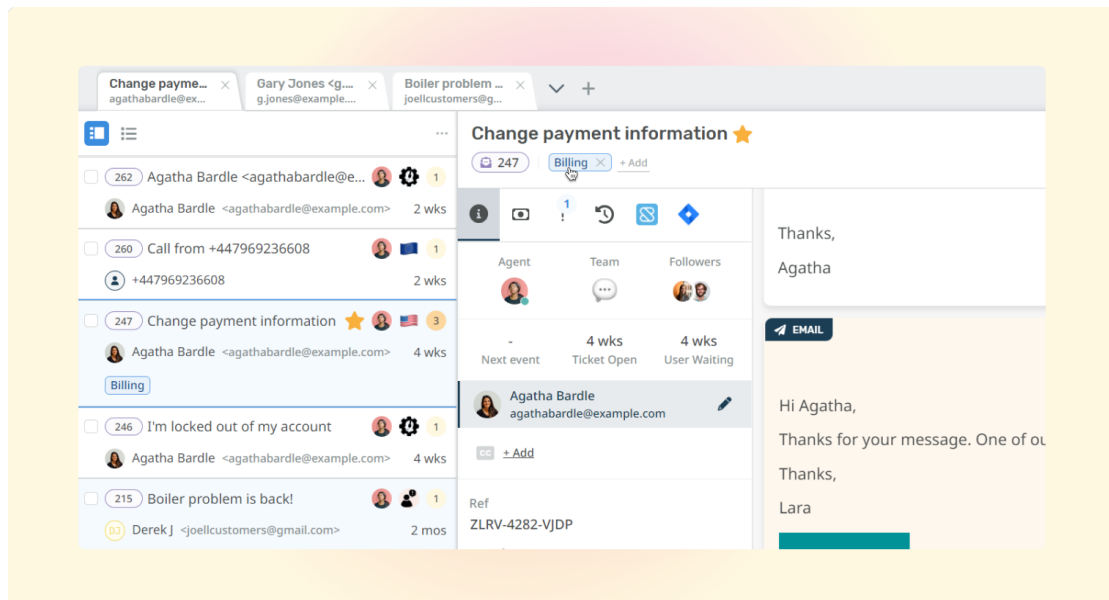 Change payme...
agathabardle@ex...
Gary Jones <g....
g.jones@example....
Boiler problem ...
joellcustomers@g...
262 Agatha Bardle <agathabardle@e... 1
Agatha Bardle <agathabardle@example.com> 2 wks
260 Call from +447969236608 1
+447969236608 2 wks
247 Change payment information 3
Agatha Bardle <agathabardle@example.com> 4 wks
Billing
246 I'm locked out of my account 1
Agatha Bardle <agathabardle@example.com> 4 wks
215 Boiler problem is back! 1
DJ Derek J <joellcustomers@gmail.com> 2 mos
Change payment information
247 Billing + Add
1
Agent Team Followers
- 4 wks 4 wks
Next event Ticket Open User Waiting
Agatha Bardle
agathabardle@example.com
CC + Add
Ref
ZLRV-4282-VJDP
Thanks,
Agatha
EMAIL
Hi Agatha,
Thanks for your message. One of ou
Thanks,
Lara